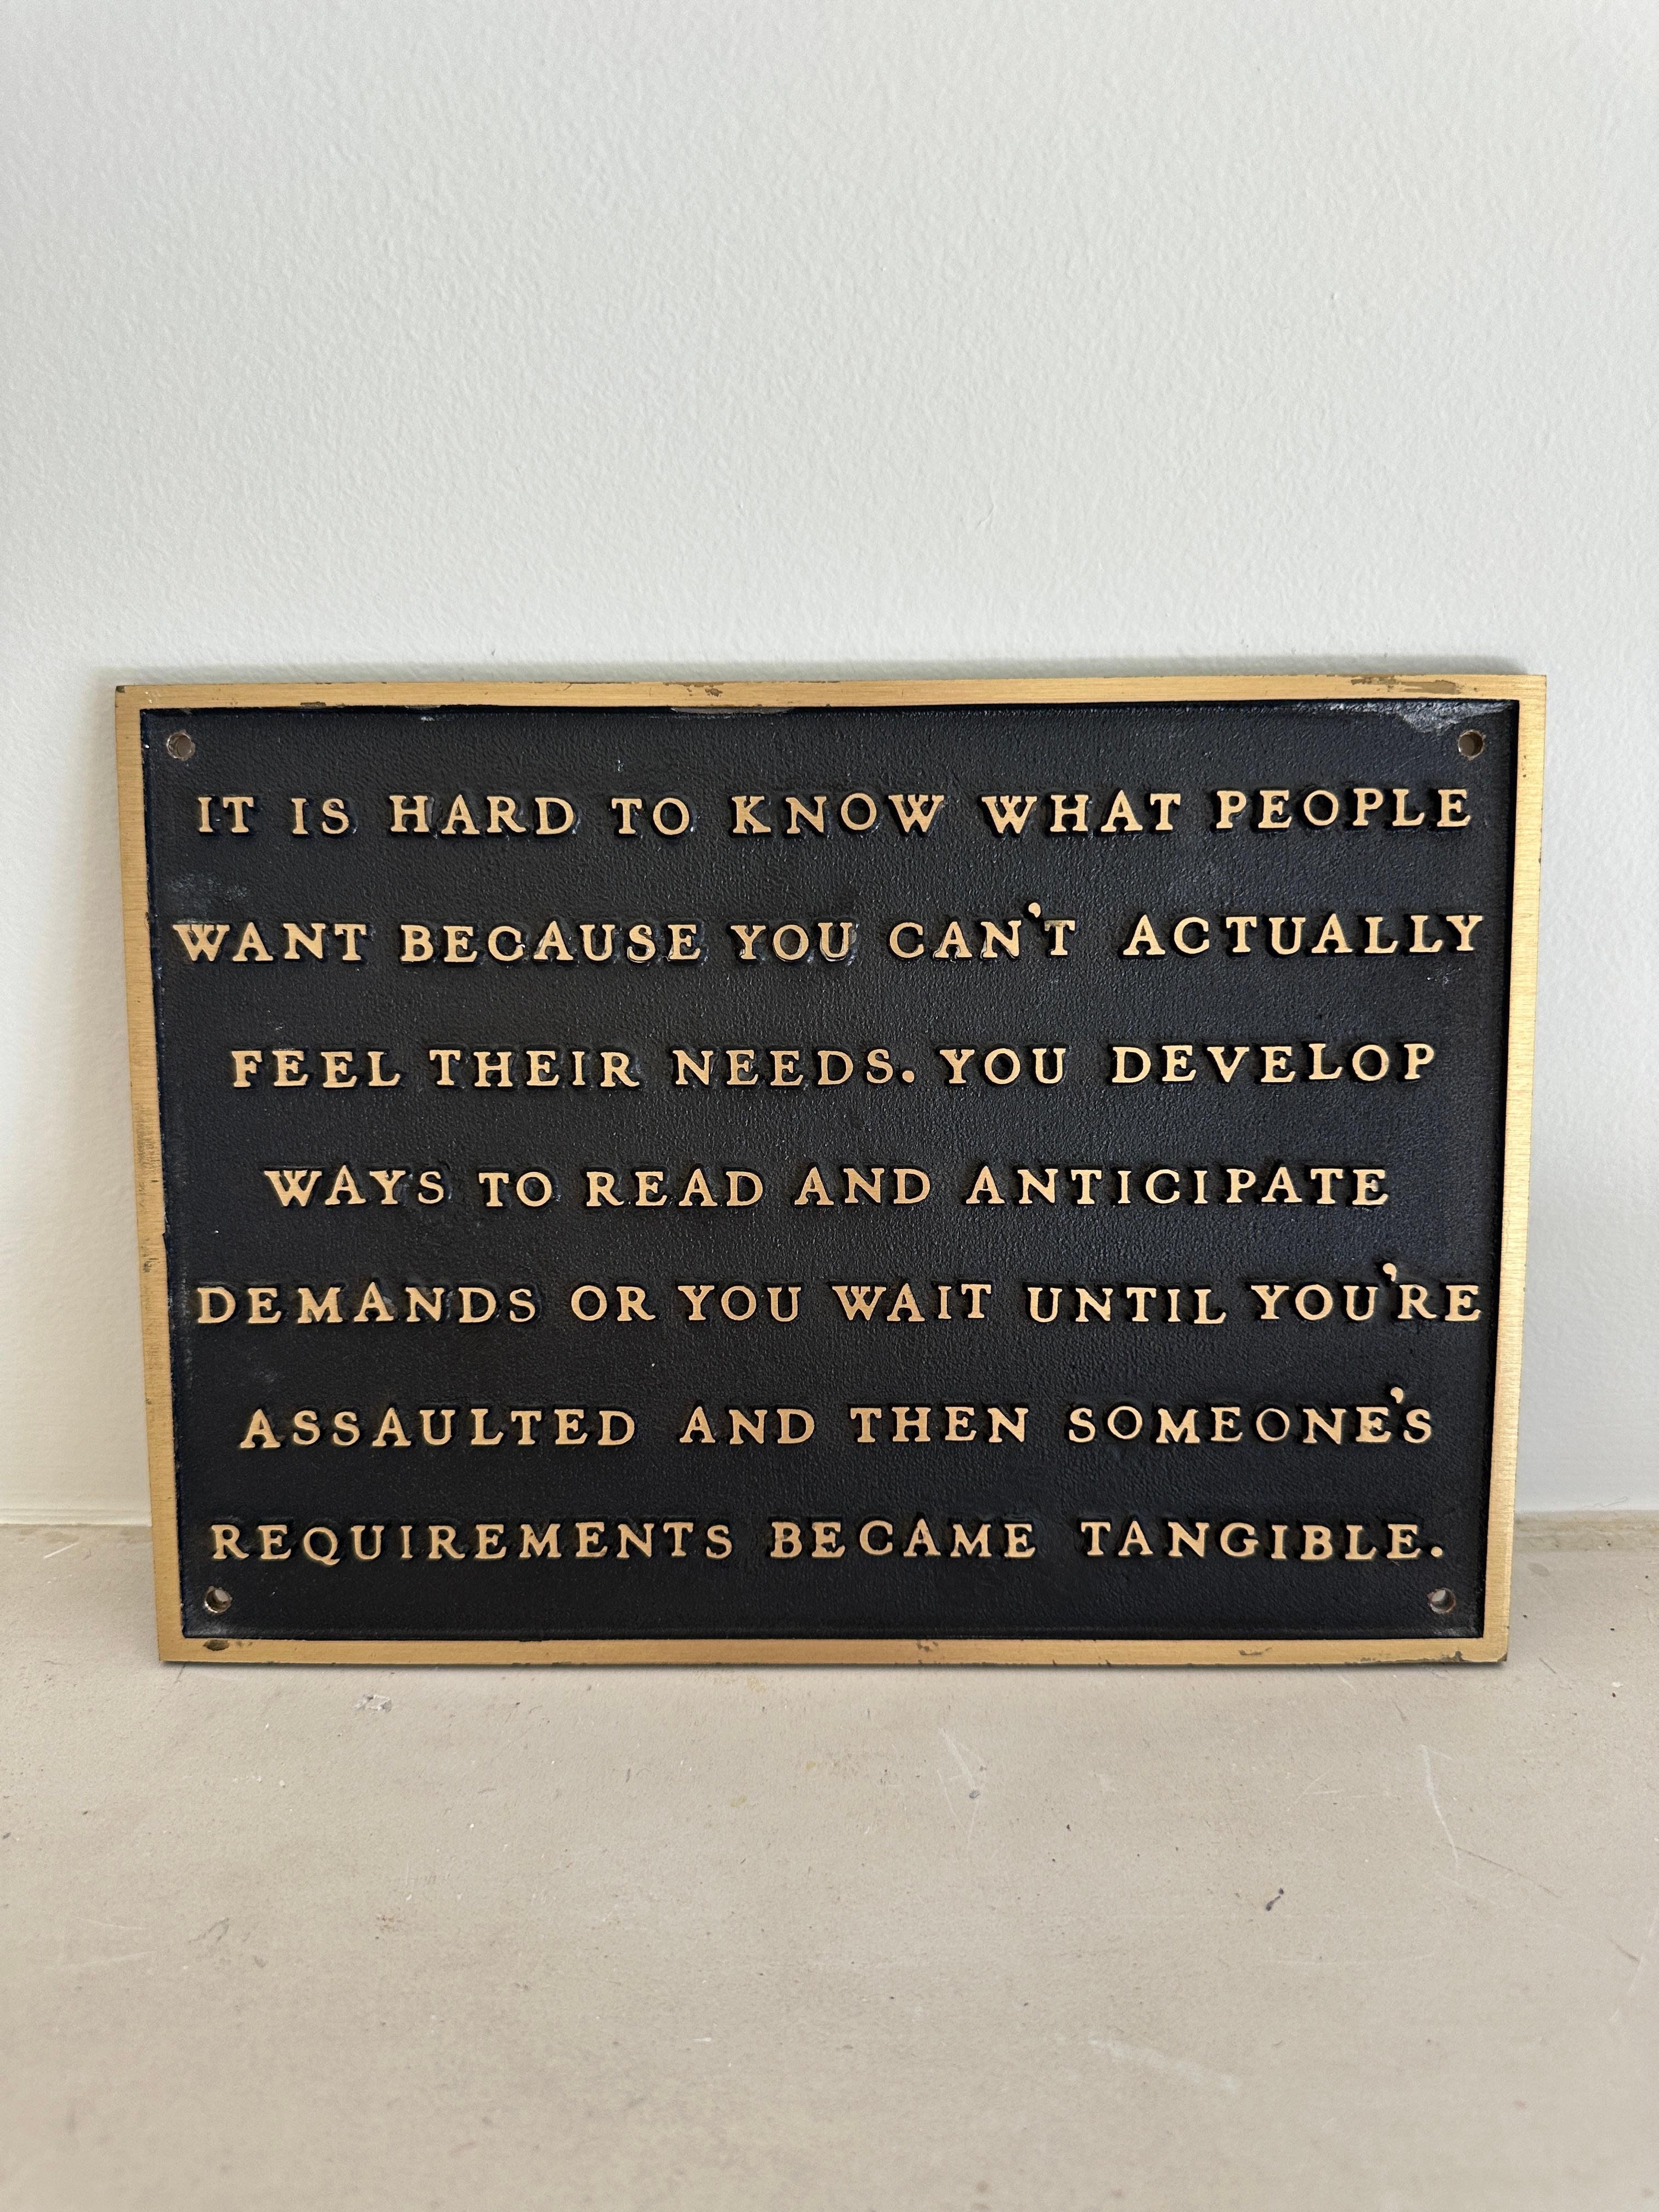 IT IS HARD TO KNOW WHAT PEOPLE
WANT BECAUSE YOU CAN'T ACTUALLY
FEEL THEIR NEEDS. YOU DEVELOP
WAYS TO READ AND ANTICIPATE
DEMANDS OR YOU WAIT UNTIL YOU'RE
ASSAULTED AND THEN SOMEONE'S
REQUIREMENTS BECAME TANGIBLE.